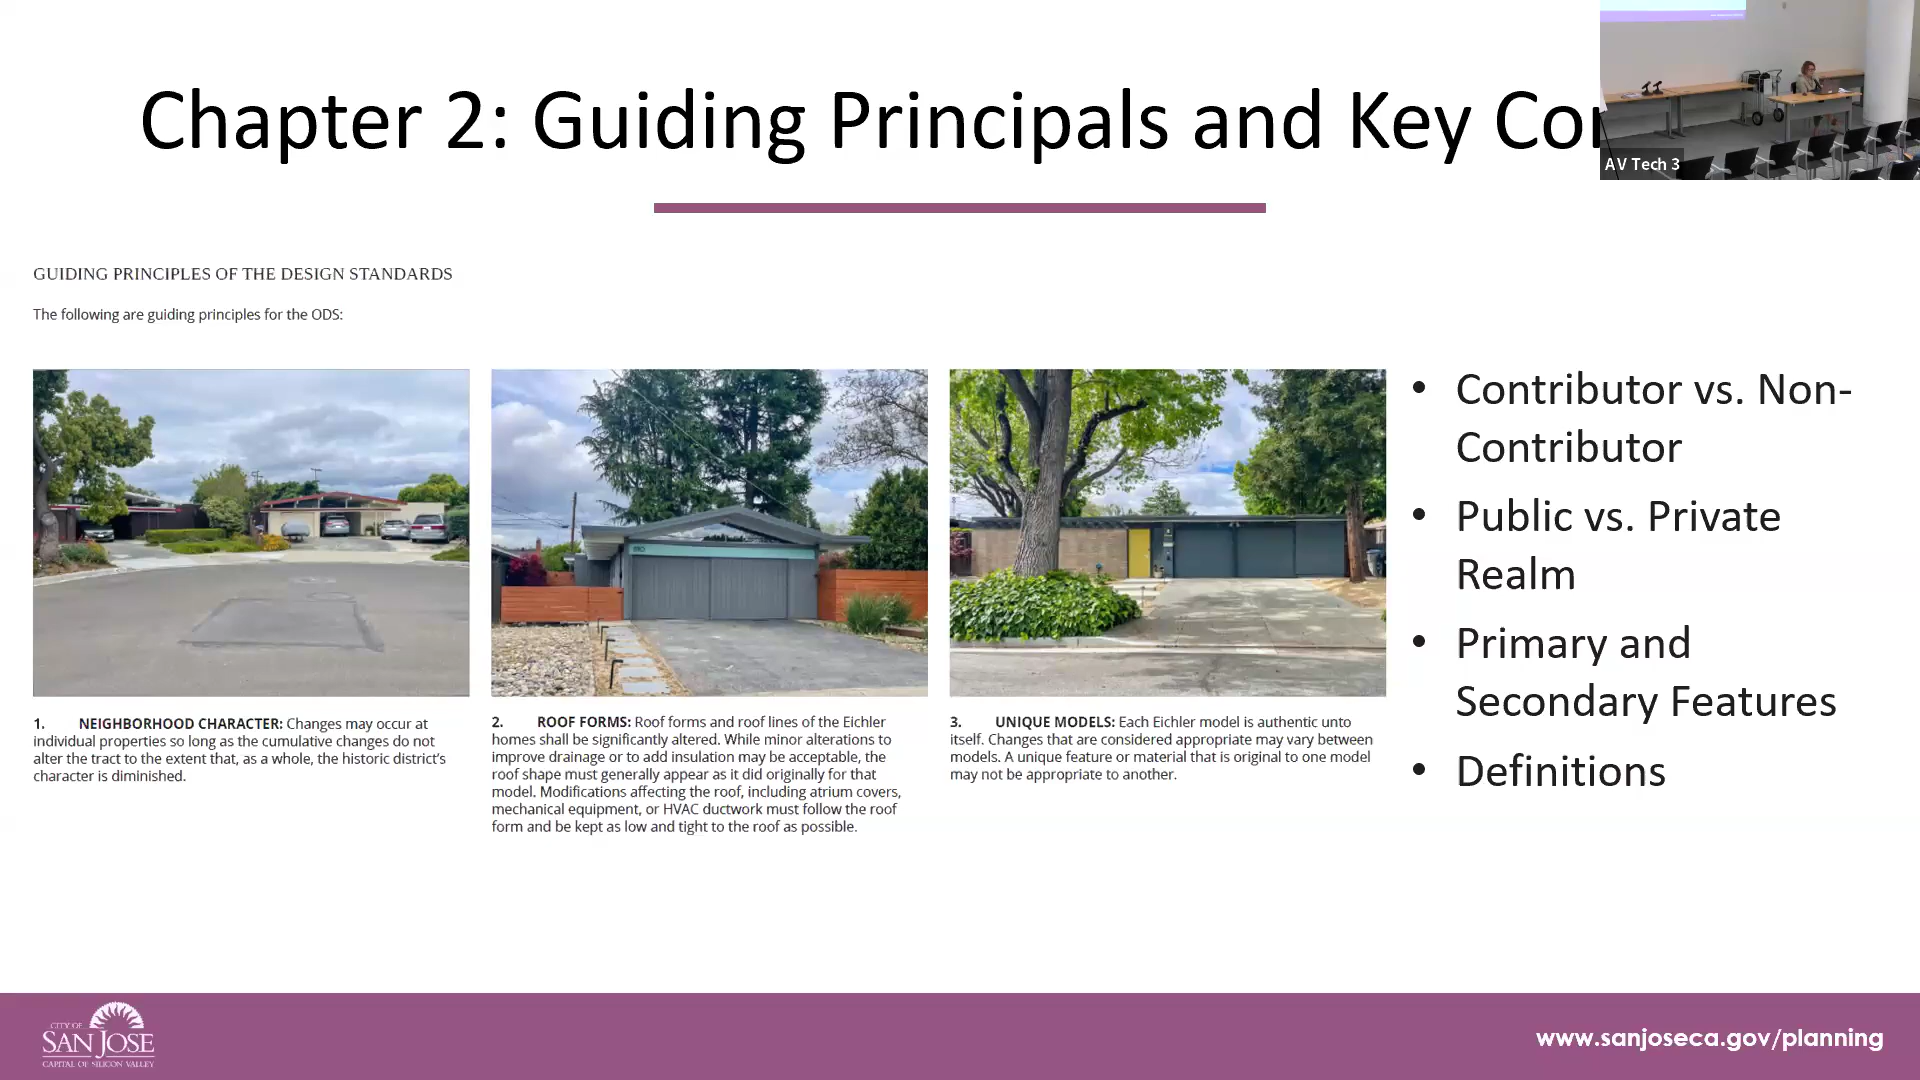 Chapter 2: Guiding Principals and Key Con
AV Tech 3
GUIDING PRINCIPLES OF THE DESIGN STANDARDS
The following are guiding principles for the ODS:
1. NEIGHBORHOOD CHARACTER: Changes may occur at
individual properties so long as the cumulative changes do not
alter the tract to the extent that, as a whole, the historic district's
character is diminished.
2. ROOF FORMS: Roof forms and roof lines of the Eichler
homes shall be significantly altered. While minor alterations to
improve drainage or to add insulation may be acceptable, the
roof shape must generally appear as it did originally for that
model. Modifications affecting the roof, including atrium covers,
mechanical equipment, or HVAC ductwork must follow the roof
form and be kept as low and tight to the roof as possible.
3. UNIQUE MODELS: Each Eichler model is authentic unto
itself. Changes that are considered appropriate may vary between
models. A unique feature or material that is original to one model
may not be appropriate to another.
• Contributor vs. Non-
Contributor
• Public vs. Private
Realm
• Primary and
Secondary Features
• Definitions
CITY OF
SAN JOSE
CAPITAL OF SILICON VALLEY
www.sanjoseca.gov/planning